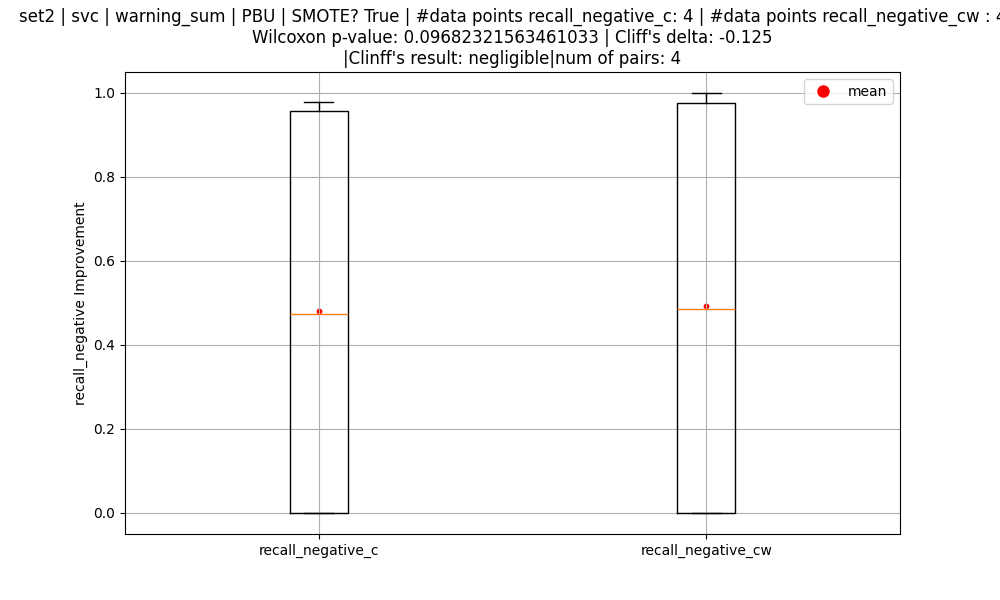 set2 | svc | warning_sum | PBU | SMOTE? True | #data points recall_negative_c: 4 | #data points recall_negative_cw : 4
Wilcoxon p-value: 0.09682321563461033 | Cliff's delta: -0.125
|Clinff's result: negligible|num of pairs: 4
mean
1.0
0.8
0.6
0.4
0.2
0.0
recall_negative Improvement
recall_negative_c
recall_negative_cw